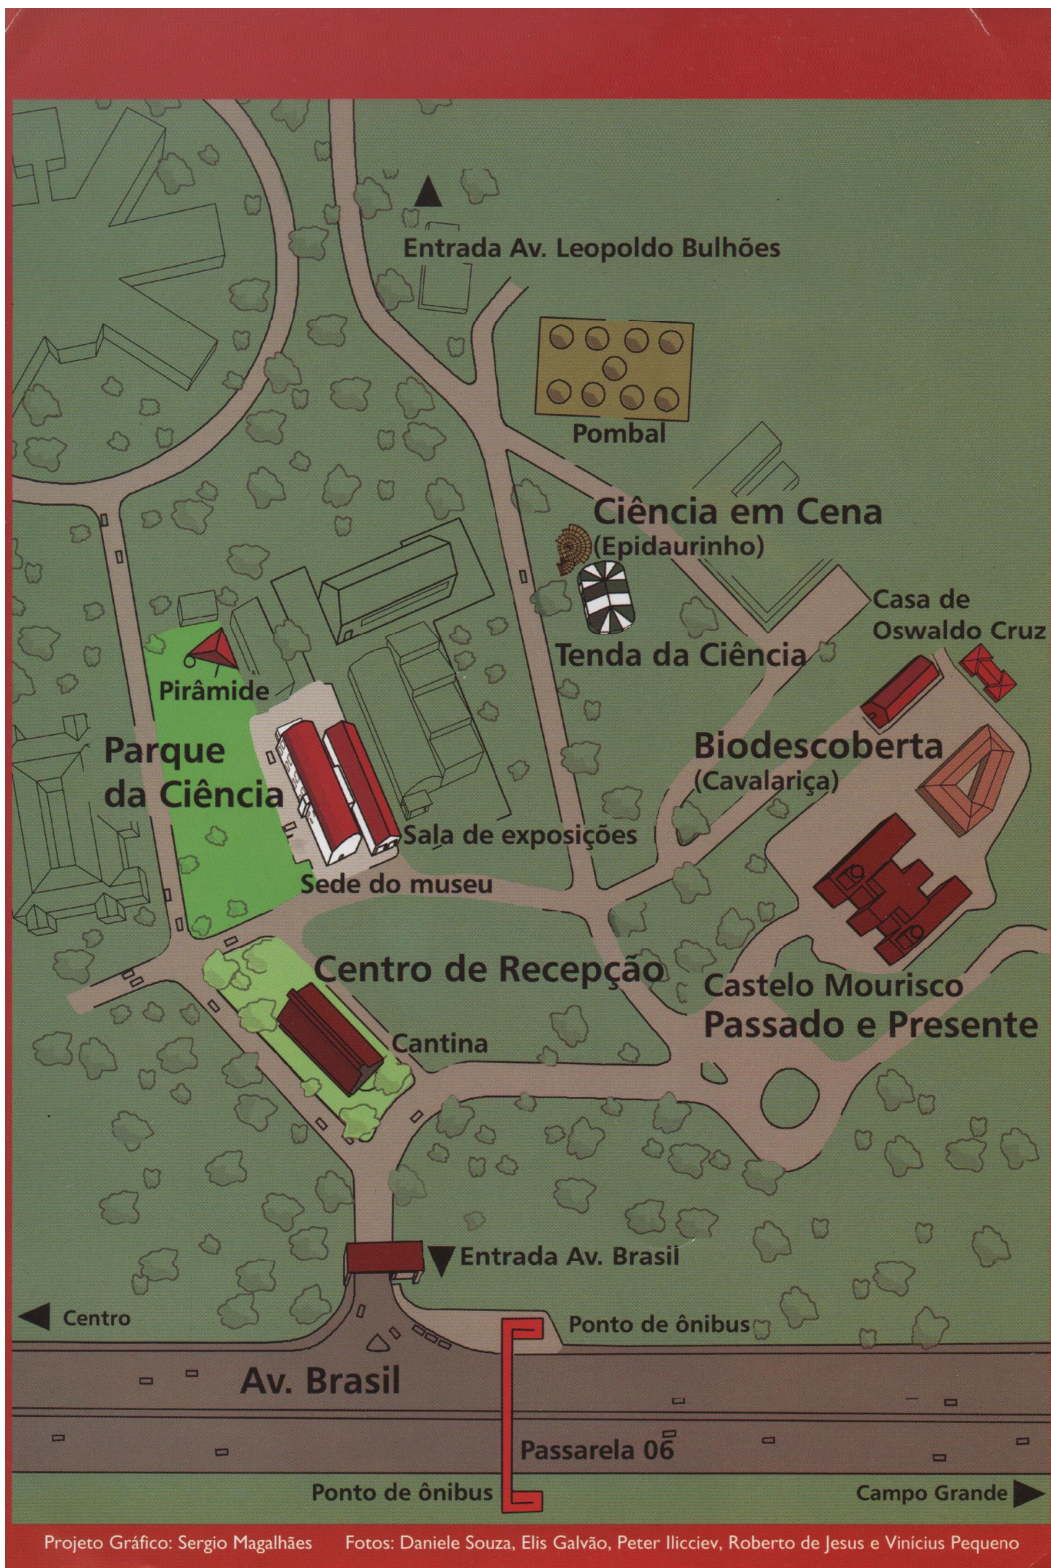 Entrada Av. Leopoldo Bulhões
Pombal
Ciência em Cena
(Epidaurinho)
Casa de
Oswaldo Cruz
Tenda da Ciência
Pirâmide
Parque
da Ciência
Biodescoberta
(Cavalariça)
Sala de exposições
Sede do museu
Centro de Recepção
Castelo Mourisco
Passado e Presente
Cantina
Entrada Av. Brasil
Centro
Ponto de ônibus
Av. Brasil
Passarela 06
Ponto de ônibus
Campo Grande
Projeto Gráfico: Sergio Magalhães Fotos: Daniele Souza, Elis Galvão, Peter Ilicciev, Roberto de Jesus e Vinícius Pequeno